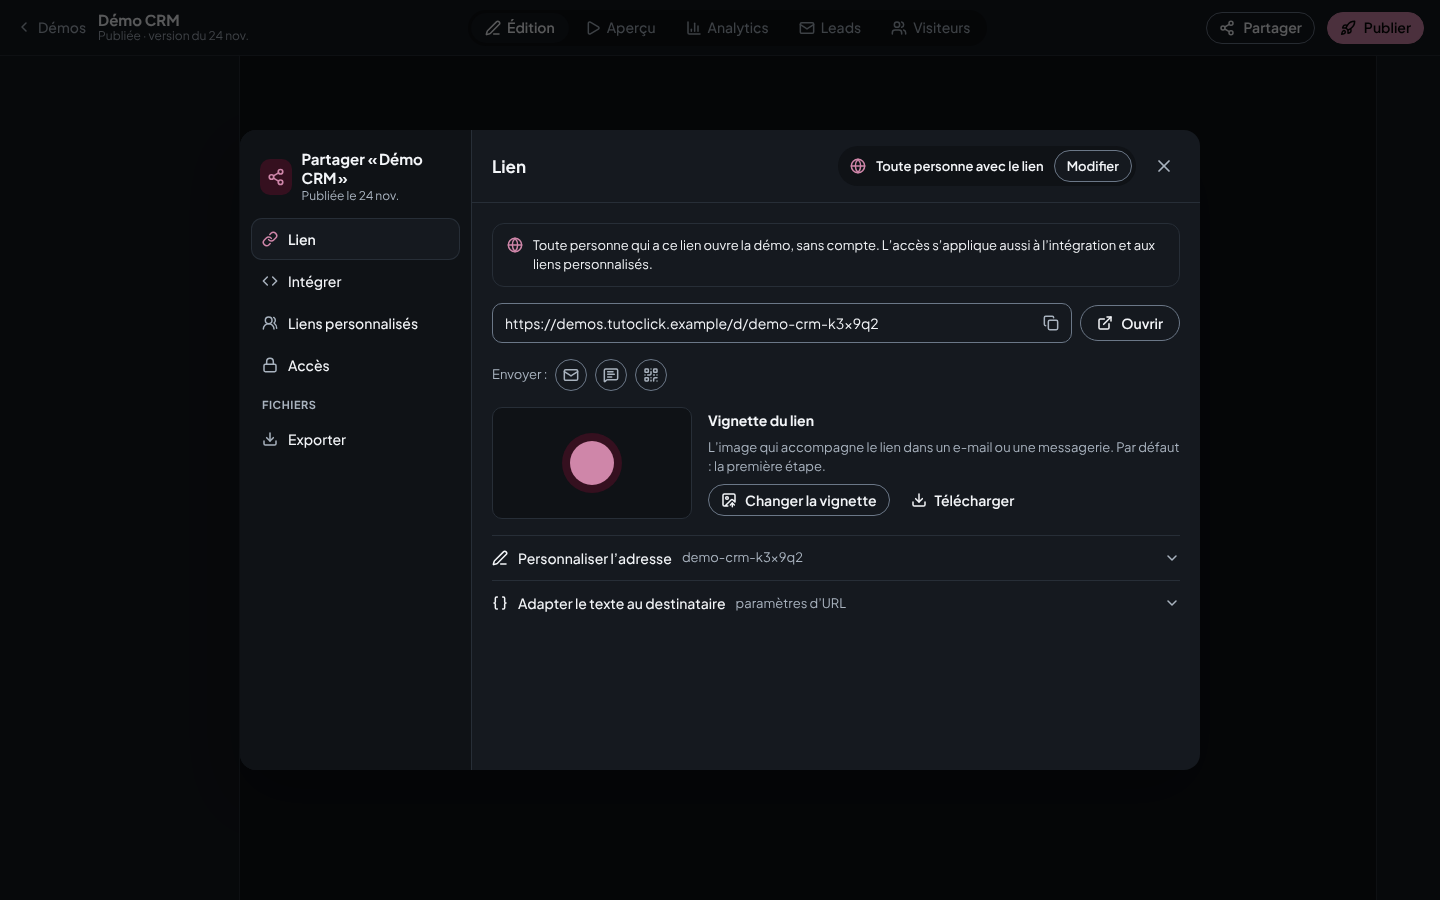 Démos
Démo CRM
Publiée · version du 24 nov.
Édition
Aperçu
Analytics
Leads
Visiteurs
Partager
Publier
Partager « Démo
CRM »
Publiée le 24 nov.
Lien
Intégrer
Liens personnalisés
Accès
FICHIERS
Exporter
Lien
Toute personne avec le lien
Modifier
Toute personne qui a ce lien ouvre la démo, sans compte. L’accès s’applique aussi à l’intégration et aux
liens personnalisés.
https://demos.tutoclick.example/d/demo-crm-k3x9q2
Ouvrir
Envoyer :
Vignette du lien
L’image qui accompagne le lien dans un e-mail ou une messagerie. Par défaut
: la première étape.
Changer la vignette
Télécharger
Personnaliser l’adresse
demo-crm-k3x9q2
Adapter le texte au destinataire
paramètres d’URL